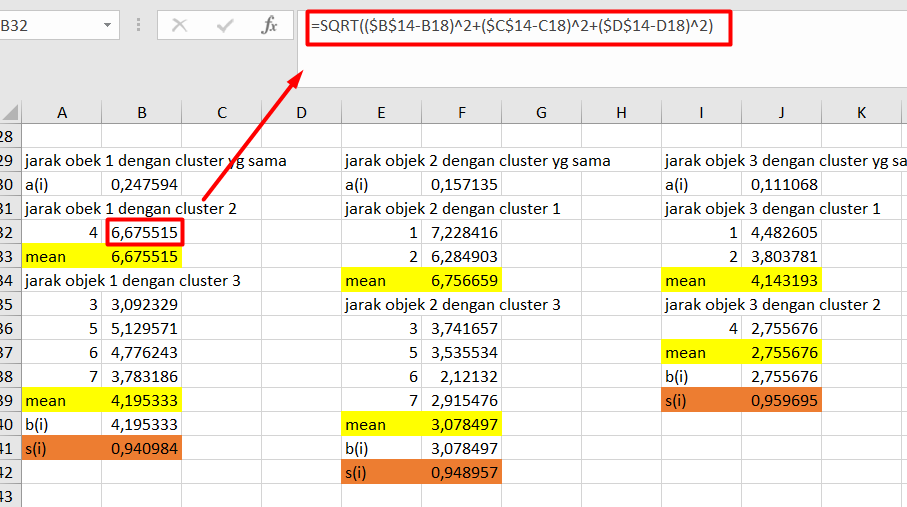 B32 fx =SQRT(($B$14-B18)^2+($C$14-C18)^2+($D$14-D18)^2)
A B C D E F G H I J K
28
29 jarak obek 1 dengan cluster yg sama jarak objek 2 dengan cluster yg sama jarak objek 3 dengan cluster yg sa
30 a(i) 0,247594 a(i) 0,157135 a(i) 0,111068
31 jarak obek 1 dengan cluster 2 jarak objek 2 dengan cluster 1 jarak objek 3 dengan cluster 1
32 4 6,675515 1 7,228416 1 4,482605
33 mean 6,675515 2 6,284903 2 3,803781
34 jarak objek 1 dengan cluster 3 mean 6,756659 mean 4,143193
35 3 3,092329 jarak objek 2 dengan cluster 3 jarak objek 3 dengan cluster 2
36 5 5,129571 3 3,741657 4 2,755676
37 6 4,776243 5 3,535534 mean 2,755676
38 7 3,783186 6 2,12132 b(i) 2,755676
39 mean 4,195333 7 2,915476 s(i) 0,959695
40 b(i) 4,195333 mean 3,078497
41 s(i) 0,940984 b(i) 3,078497
42 s(i) 0,948957
43